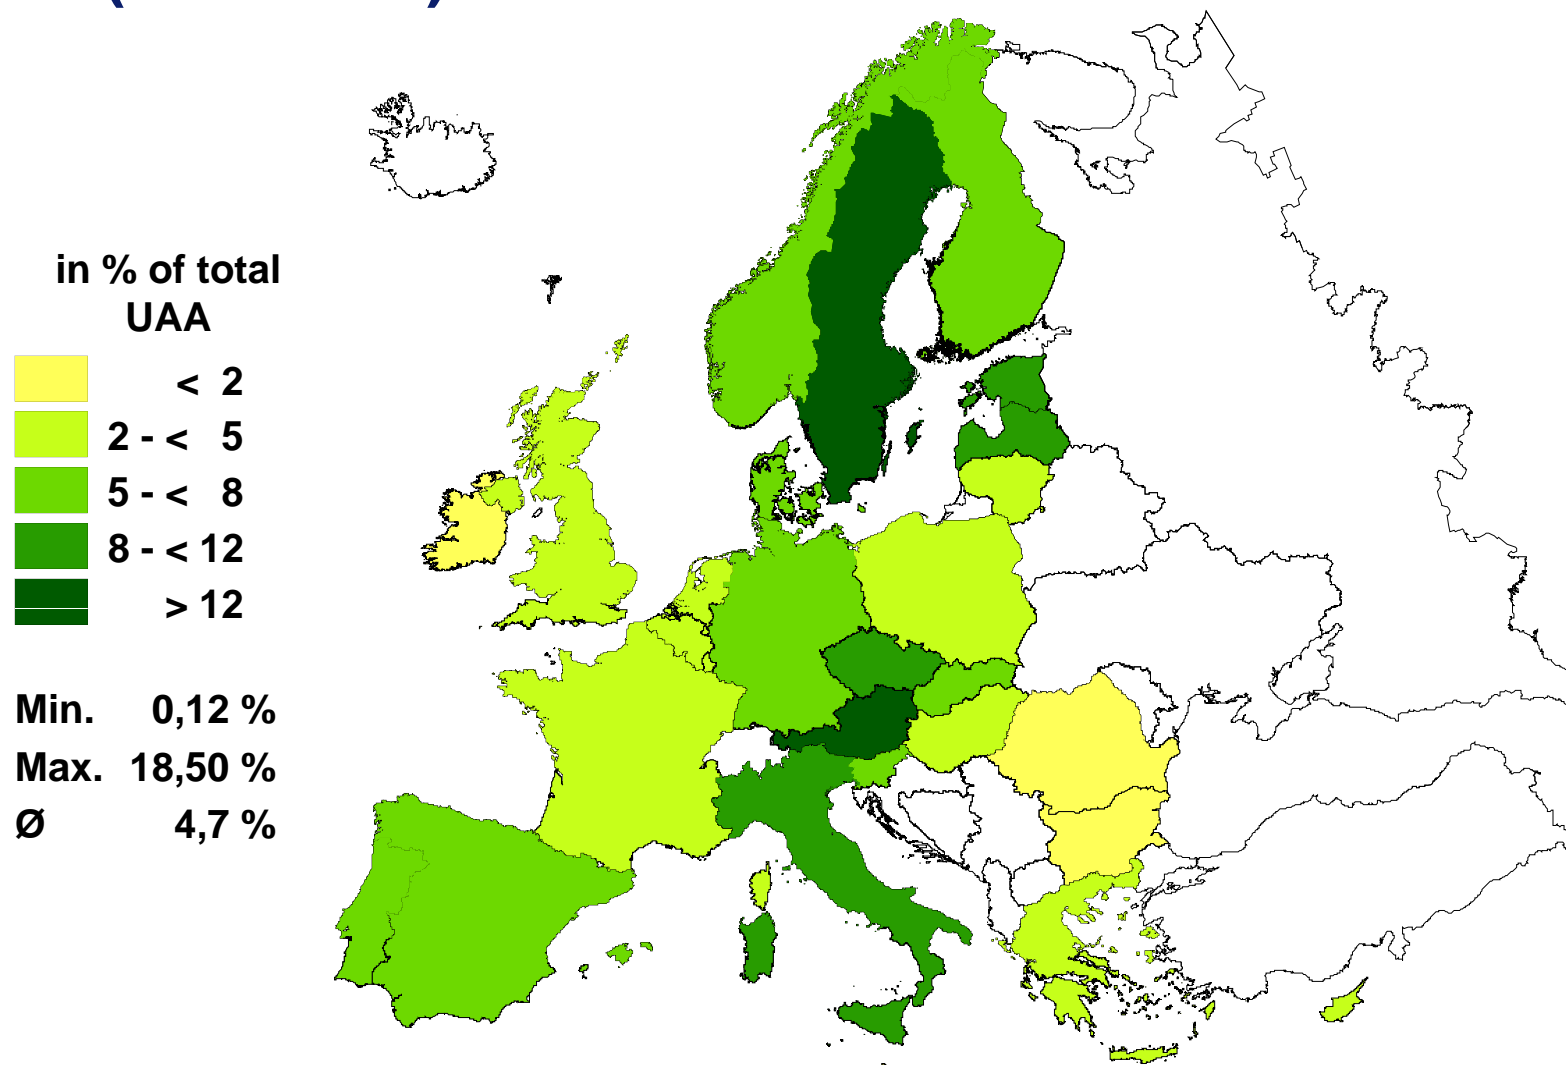 in % of total
UAA
< 2
2 - < 5
5 - < 8
8 - < 12
> 12
Min. 0,12 %
Max. 18,50 %
Ø 4,7 %